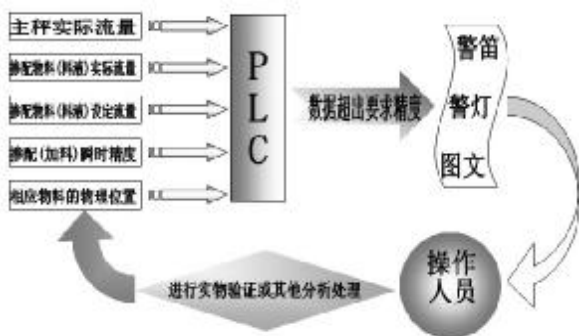 主秤实际流量
掺配物料(料液)实际流量
掺配物料(料液)设定流量
掺配(加料)瞬时精度
相应物料的物理位置
PLC
数据超出要求精度
警笛
警灯
图文
操作
人员
进行实物验证或其他分析处理